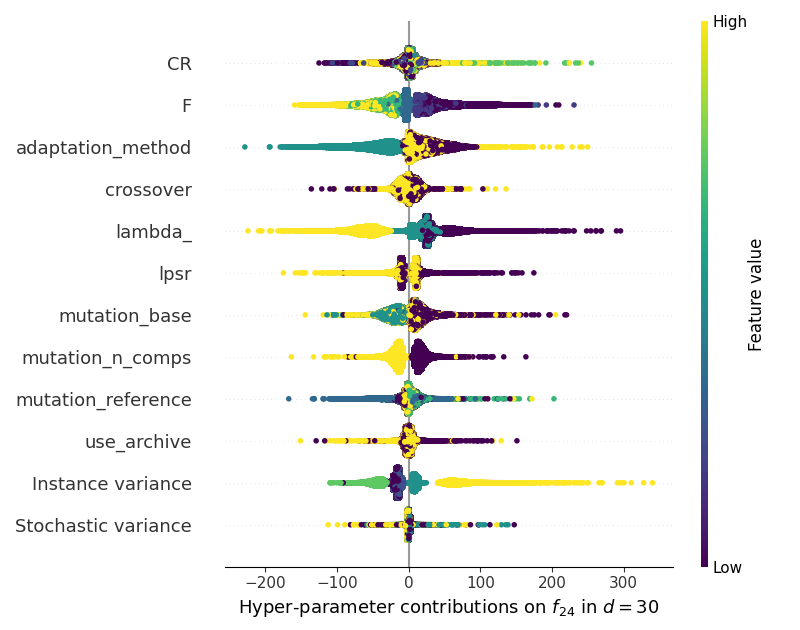 High
CR
F
adaptation_method
crossover
lambda_
lpsr
mutation_base
mutation_n_comps
mutation_reference
use_archive
Instance variance
Stochastic variance
Feature value
Low
−200 −100 0 100 200 300
Hyper-parameter contributions on f24 in d = 30